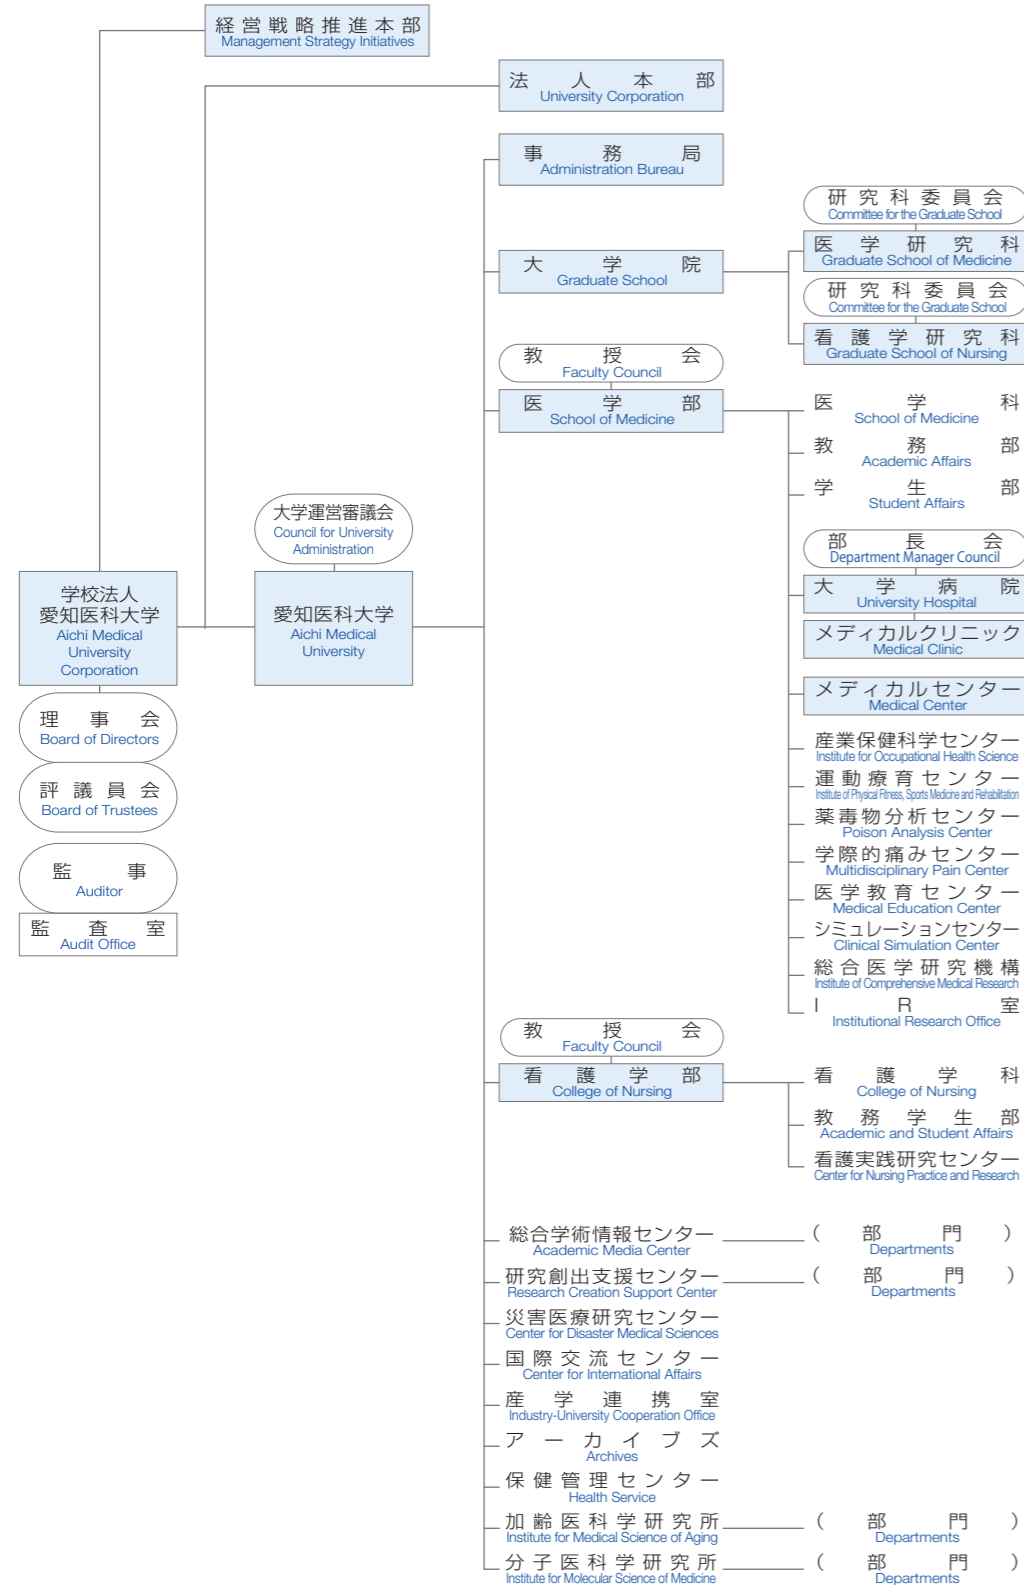 経営戦略推進本部
Management Strategy Initiatives
法人本部
University Corporation
事務局
Administration Bureau
大学院
Graduate School
研究科委員会
Committee for the Graduate School
医学研究科
Graduate School of Medicine
研究科委員会
Committee for the Graduate School
看護学研究科
Graduate School of Nursing
教授会
Faculty Council
医学部
School of Medicine
医学科
School of Medicine
教務部
Academic Affairs
学生部
Student Affairs
大学運営審議会
Council for University
Administration
愛知医科大学
Aichi Medical
University
学校法人
愛知医科大学
Aichi Medical
University
Corporation
理事会
Board of Directors
評議員会
Board of Trustees
監事
Auditor
監査室
Audit Office
部長会
Department Manager Council
大学病院
University Hospital
メディカルクリニック
Medical Clinic
メディカルセンター
Medical Center
産業保健科学センター
Institute for Occupational Health Science
運動療育センター
Institute of Physical Fitness, Sports Medicine and Rehabilitation
薬毒物分析センター
Poison Analysis Center
学際的痛みセンター
Multidisciplinary Pain Center
医学教育センター
Medical Education Center
シミュレーションセンター
Clinical Simulation Center
総合医学研究機構
Institute of Comprehensive Medical Research
IR室
Institutional Research Office
教授会
Faculty Council
看護学部
College of Nursing
看護学科
College of Nursing
教務学生部
Academic and Student Affairs
看護実践研究センター
Center for Nursing Practice and Research
総合学術情報センター
Academic Media Center
(部門)
Departments
研究創出支援センター
Research Creation Support Center
(部門)
Departments
災害医療研究センター
Center for Disaster Medical Sciences
国際交流センター
Center for International Affairs
産学連携室
Industry-University Cooperation Office
アーカイブズ
Archives
保健管理センター
Health Service
加齢医科学研究所
Institute for Medical Science of Aging
(部門)
Departments
分子医科学研究所
Institute for Molecular Science of Medicine
(部門)
Departments